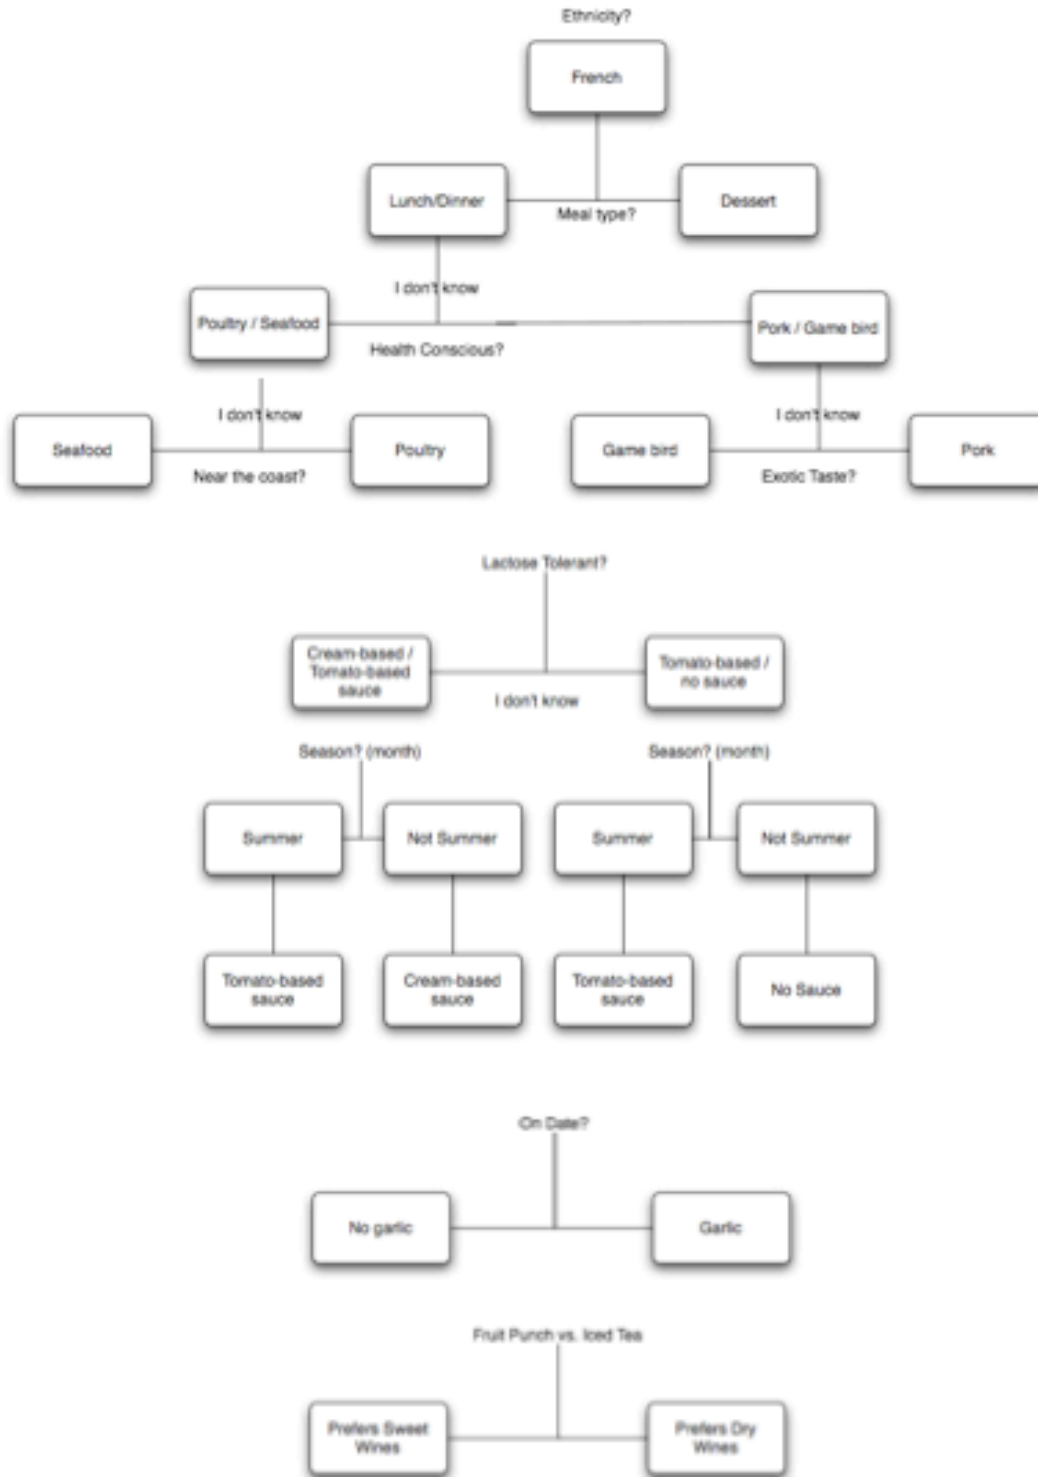 Ethnicity?
French
Lunch/Dinner
Meal type?
Dessert
I don't know
Poultry / Seafood
Health Conscious?
Pork / Game bird
I don't know
I don't know
Seafood
Near the coast?
Poultry
Game bird
Exotic Taste?
Pork
Lactose Tolerant?
Cream-based /
Tomato-based
sauce
I don't know
Tomato-based /
no sauce
Season? (month)
Season? (month)
Summer
Not Summer
Summer
Not Summer
Tomato-based
sauce
Cream-based
sauce
Tomato-based
sauce
No Sauce
On Date?
No garlic
Garlic
Fruit Punch vs. Iced Tea
Prefers Sweet
Wines
Prefers Dry
Wines